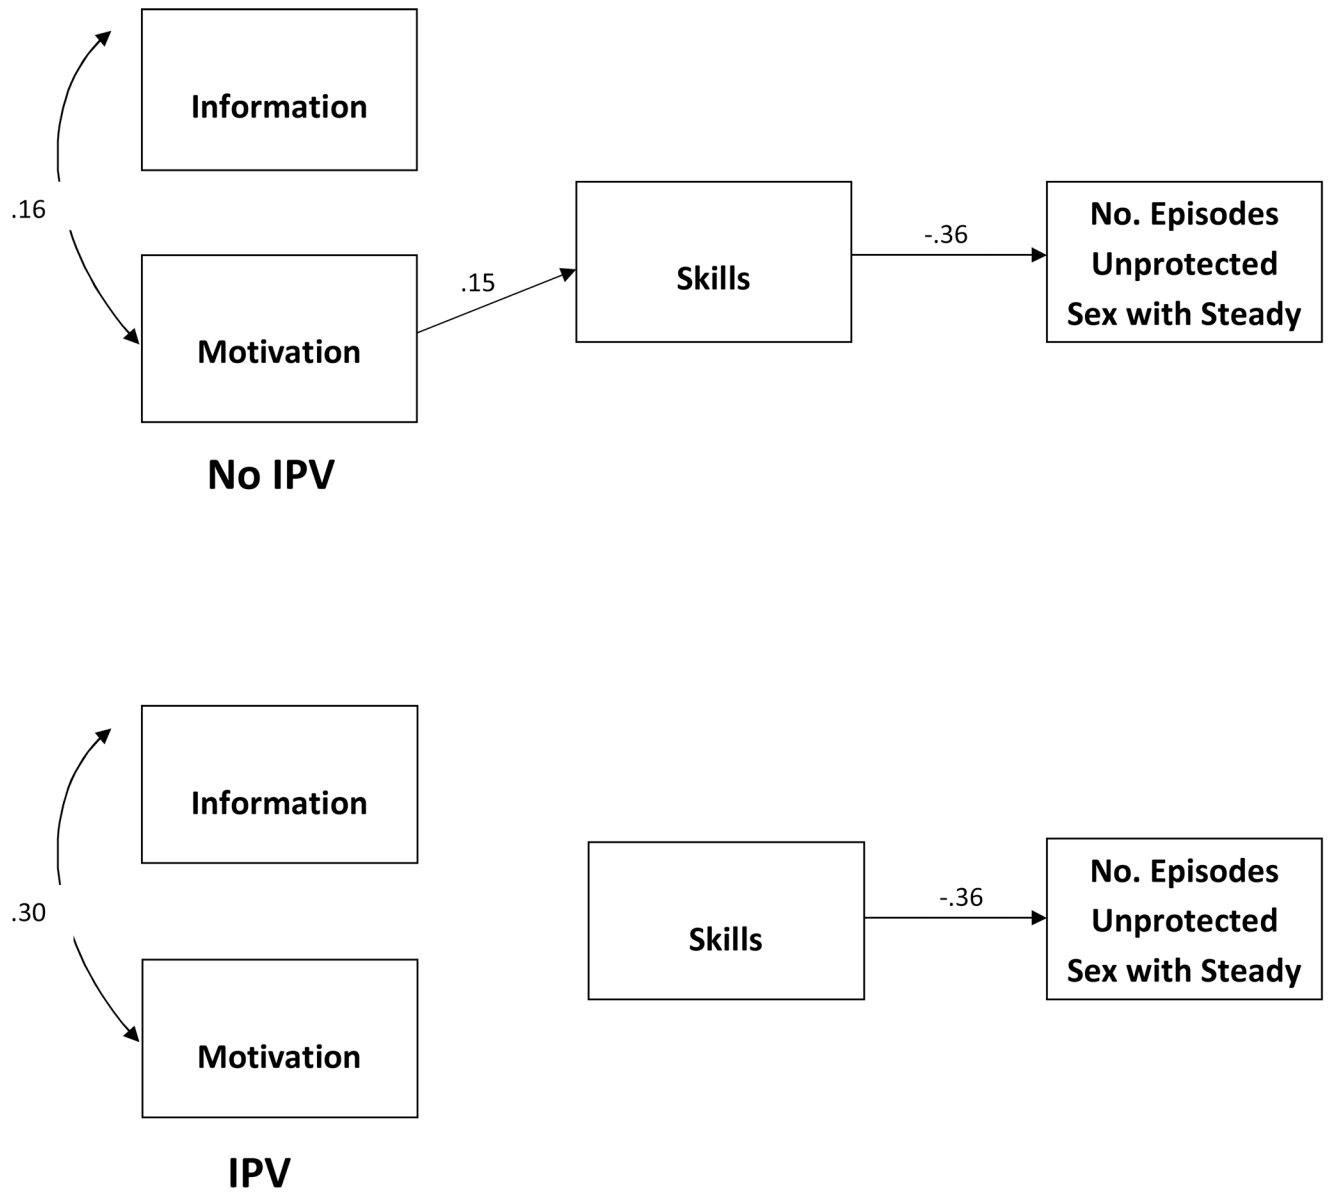 Information
.16
Motivation
.15
Skills
-.36
No. Episodes
Unprotected
Sex with Steady
No IPV
Information
.30
Motivation
Skills
-.36
No. Episodes
Unprotected
Sex with Steady
IPV